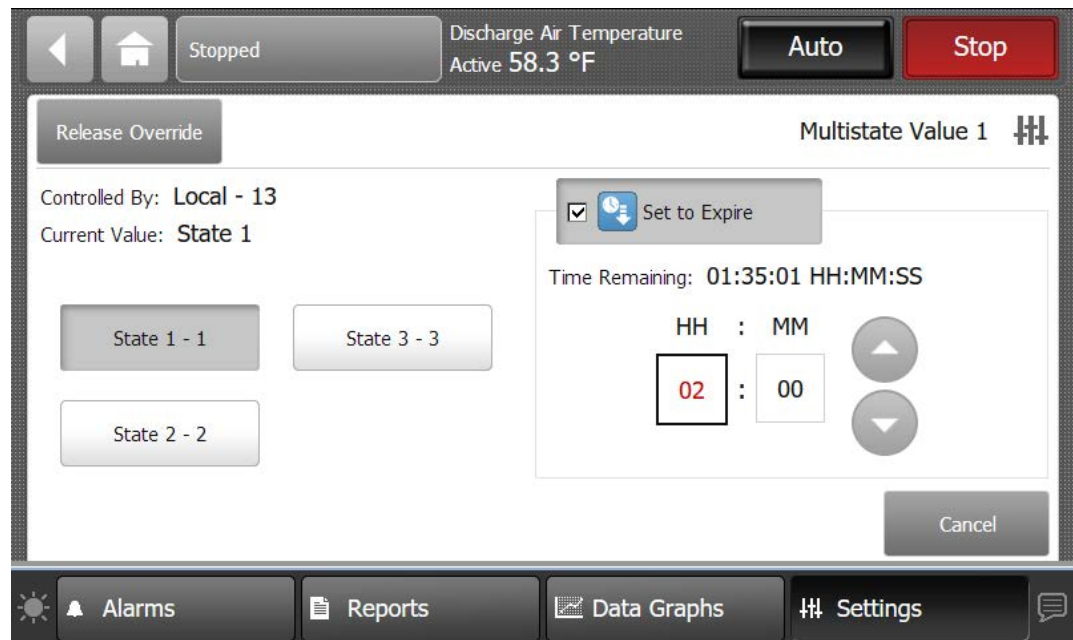 Stopped
Discharge Air Temperature
Active 58.3 °F
Auto
Stop
Release Override
Multistate Value 1
Controlled By: Local - 13
Current Value: State 1
Set to Expire
Time Remaining: 01:35:01 HH:MM:SS
HH : MM
02 : 00
State 1 - 1
State 3 - 3
State 2 - 2
Cancel
Alarms
Reports
Data Graphs
Settings